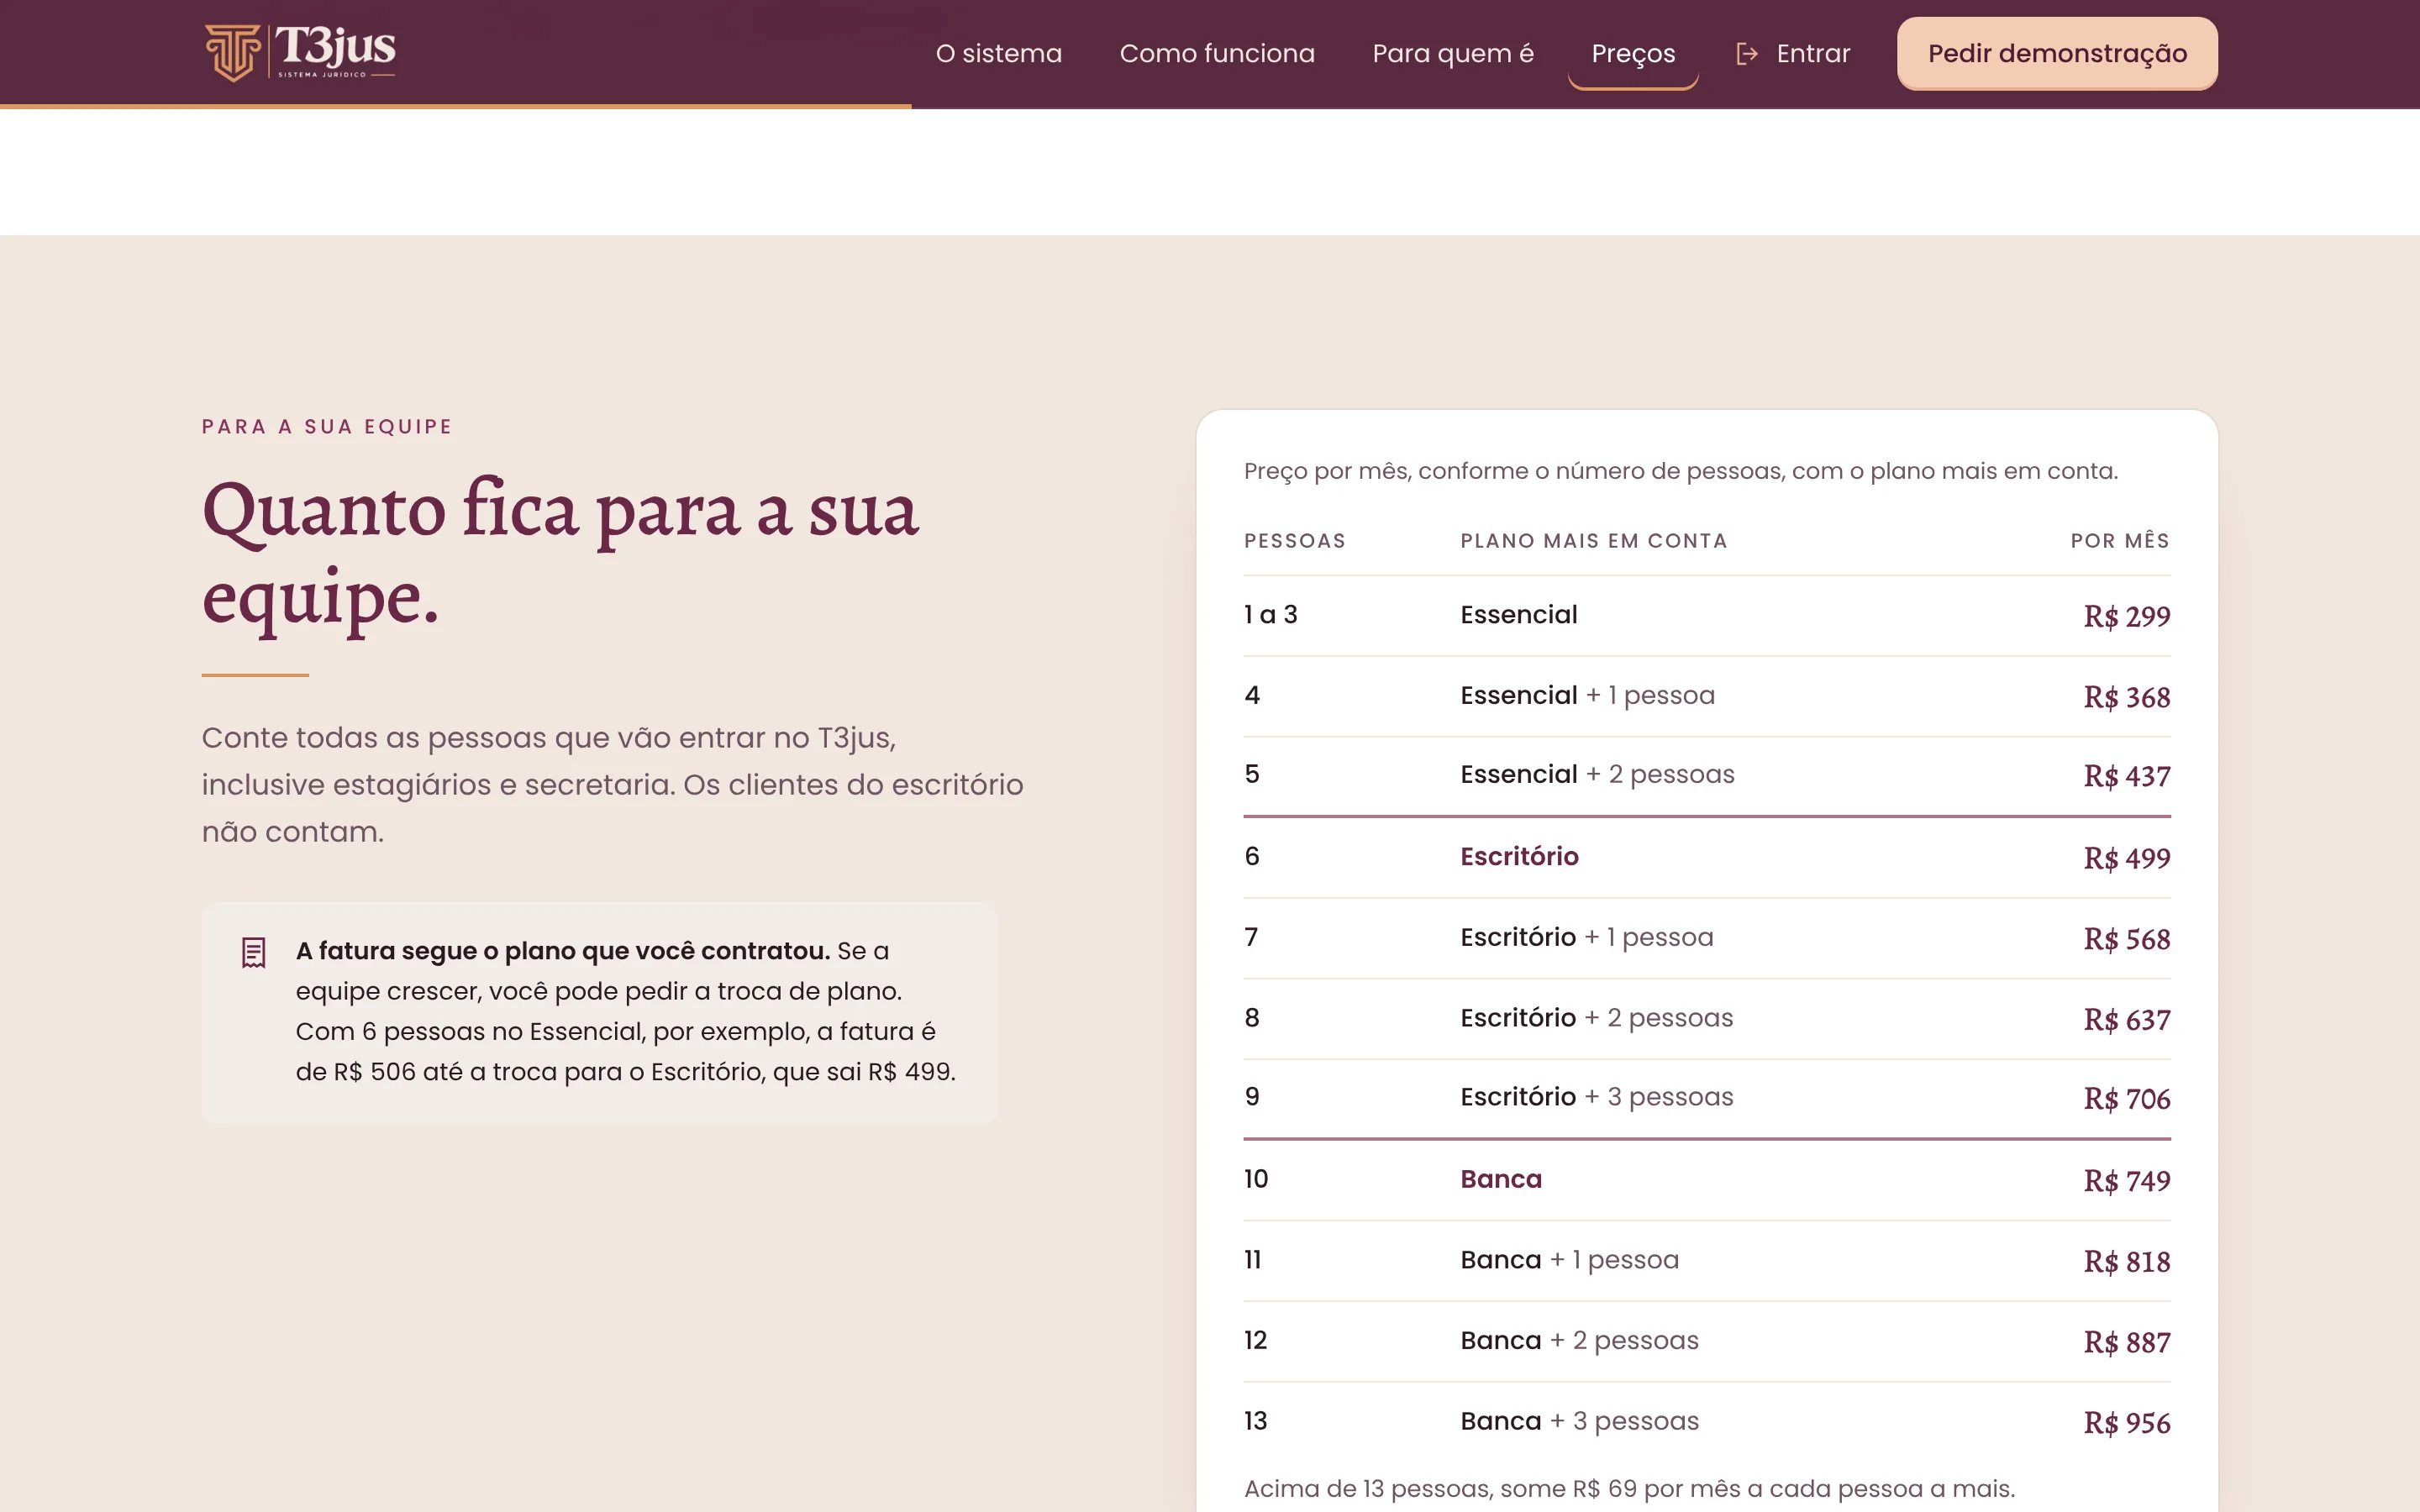 T3jus
SISTEMA JURÍDICO
O sistema
Como funciona
Para quem é
Preços
Entrar
Pedir demonstração
PARA A SUA EQUIPE
Quanto fica para a sua
equipe.
Conte todas as pessoas que vão entrar no T3jus,
inclusive estagiários e secretaria. Os clientes do escritório
não contam.
A fatura segue o plano que você contratou. Se a
equipe crescer, você pode pedir a troca de plano.
Com 6 pessoas no Essencial, por exemplo, a fatura é
de R$ 506 até a troca para o Escritório, que sai R$ 499.
Preço por mês, conforme o número de pessoas, com o plano mais em conta.
PESSOAS PLANO MAIS EM CONTA POR MÊS
1 a 3 Essencial R$ 299
4 Essencial + 1 pessoa R$ 368
5 Essencial + 2 pessoas R$ 437
6 Escritório R$ 499
7 Escritório + 1 pessoa R$ 568
8 Escritório + 2 pessoas R$ 637
9 Escritório + 3 pessoas R$ 706
10 Banca R$ 749
11 Banca + 1 pessoa R$ 818
12 Banca + 2 pessoas R$ 887
13 Banca + 3 pessoas R$ 956
Acima de 13 pessoas, some R$ 69 por mês a cada pessoa a mais.